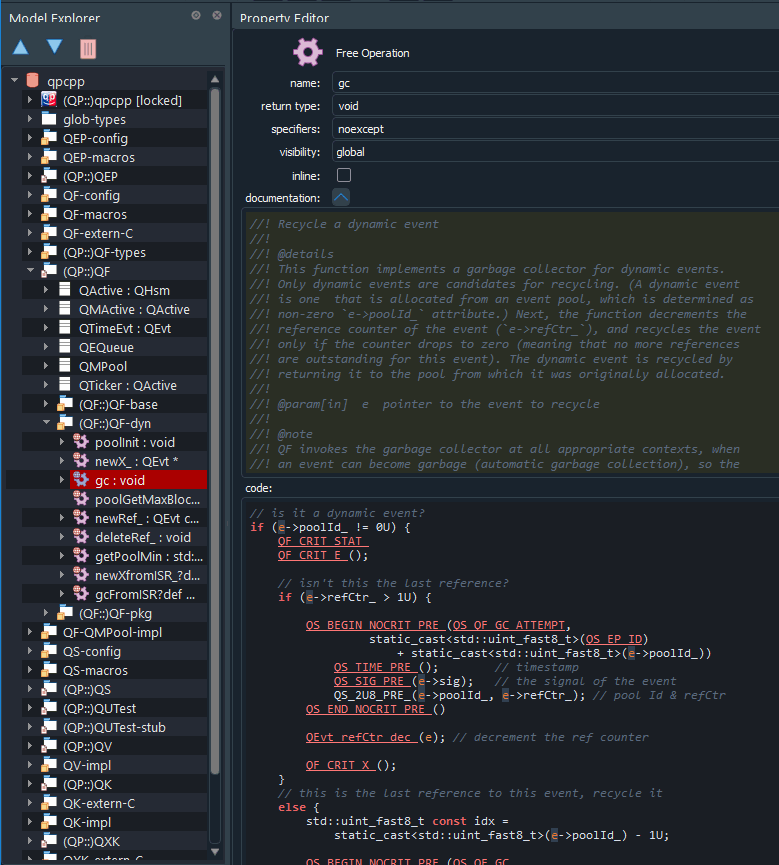 Model Explorer
qpcpp
(QP::)qpcpp [locked]
glob-types
QEP-config
QEP-macros
(QP::)QEP
QF-config
QF-macros
QF-extern-C
(QP::)QF-types
(QP::)QF
QActive : QHsm
QMActive : QActive
QTimeEvt : QEvt
QEQueue
QMPool
QTicker : QActive
(QF::)QF-base
(QF::)QF-dyn
poolInit : void
newX_ : QEvt *
gc : void
poolGetMaxBloc...
newRef_ : QEvt c...
deleteRef_ : void
getPoolMin : std:...
newXfromISR_?d...
gcFromISR?def ...
(QF::)QF-pkg
QF-QMPool-impl
QS-config
QS-macros
(QP::)QS
(QP::)QUTest
(QP::)QUTest-stub
(QP::)QV
QV-impl
(QP::)QK
QK-extern-C
QK-impl
(QP::)QXK
QXK-extern-C
Property Editor
Free Operation
name: gc
return type: void
specifiers: noexcept
visibility: global
inline:
documentation:
//! Recycle a dynamic event
//!
//! @details
//! This function implements a garbage collector for dynamic events.
//! Only dynamic events are candidates for recycling. (A dynamic event
//! is one  that is allocated from an event pool, which is determined as
//! non-zero `e->poolId_` attribute.) Next, the function decrements the
//! reference counter of the event (`e->refCtr_`), and recycles the event
//! only if the counter drops to zero (meaning that no more references
//! are outstanding for this event). The dynamic event is recycled by
//! returning it to the pool from which it was originally allocated.
//!
//! @param[in]  e  pointer to the event to recycle
//!
//! @note
//! QF invokes the garbage collector at all appropriate contexts, when
//! an event can become garbage (automatic garbage collection), so the
code:
// is it a dynamic event?
if (e->poolId_ != 0U) {
QF_CRIT_STAT_
QF_CRIT_E_();
// isn't this the last reference?
if (e->refCtr_ > 1U) {
QS_BEGIN_NOCRIT_PRE_(QS_QF_GC_ATTEMPT,
static_cast<std::uint_fast8_t>(QS_EP_ID)
+ static_cast<std::uint_fast8_t>(e->poolId_))
QS_TIME_PRE_();        // timestamp
QS_SIG_PRE_(e->sig);   // the signal of the event
QS_2U8_PRE_(e->poolId_, e->refCtr_); // pool Id & refCtr
QS_END_NOCRIT_PRE_()
QEvt_refCtr_dec_(e); // decrement the ref counter
QF_CRIT_X_();
}
// this is the last reference to this event, recycle it
else {
std::uint_fast8_t const idx =
static_cast<std::uint_fast8_t>(e->poolId_) - 1U;
QS_BEGIN_NOCRIT_PRE_(QS_QF_GC,